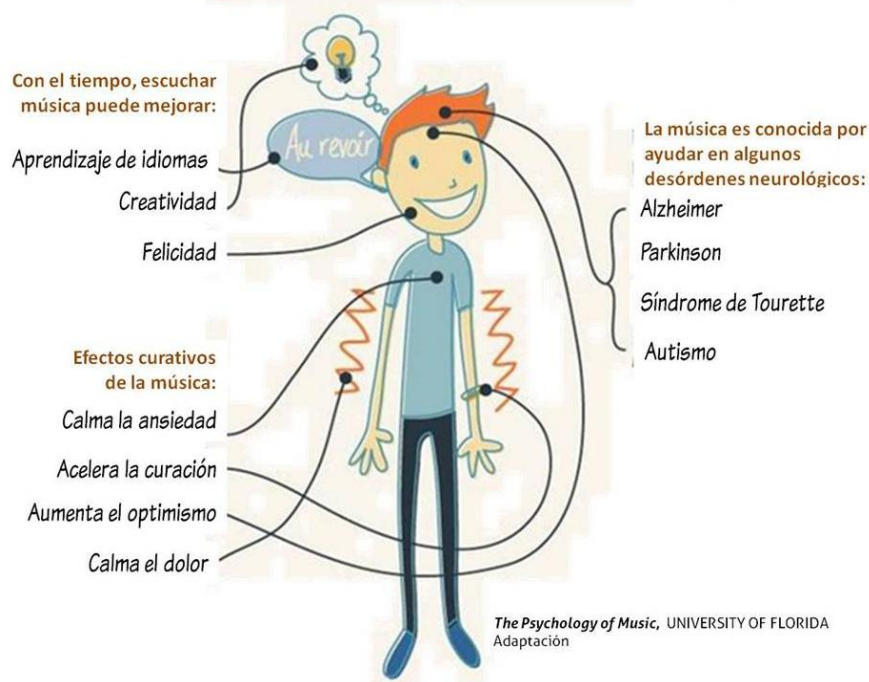 Con el tiempo, escuchar
música puede mejorar:
Aprendizaje de idiomas
Creatividad
Felicidad
Au revoir
La música es conocida por
ayudar en algunos
desórdenes neurológicos:
Alzheimer
Parkinson
Síndrome de Tourette
Autismo
Efectos curativos
de la música:
Calma la ansiedad
Acelera la curación
Aumenta el optimismo
Calma el dolor
The Psychology of Music, UNIVERSITY OF FLORIDA
Adaptación